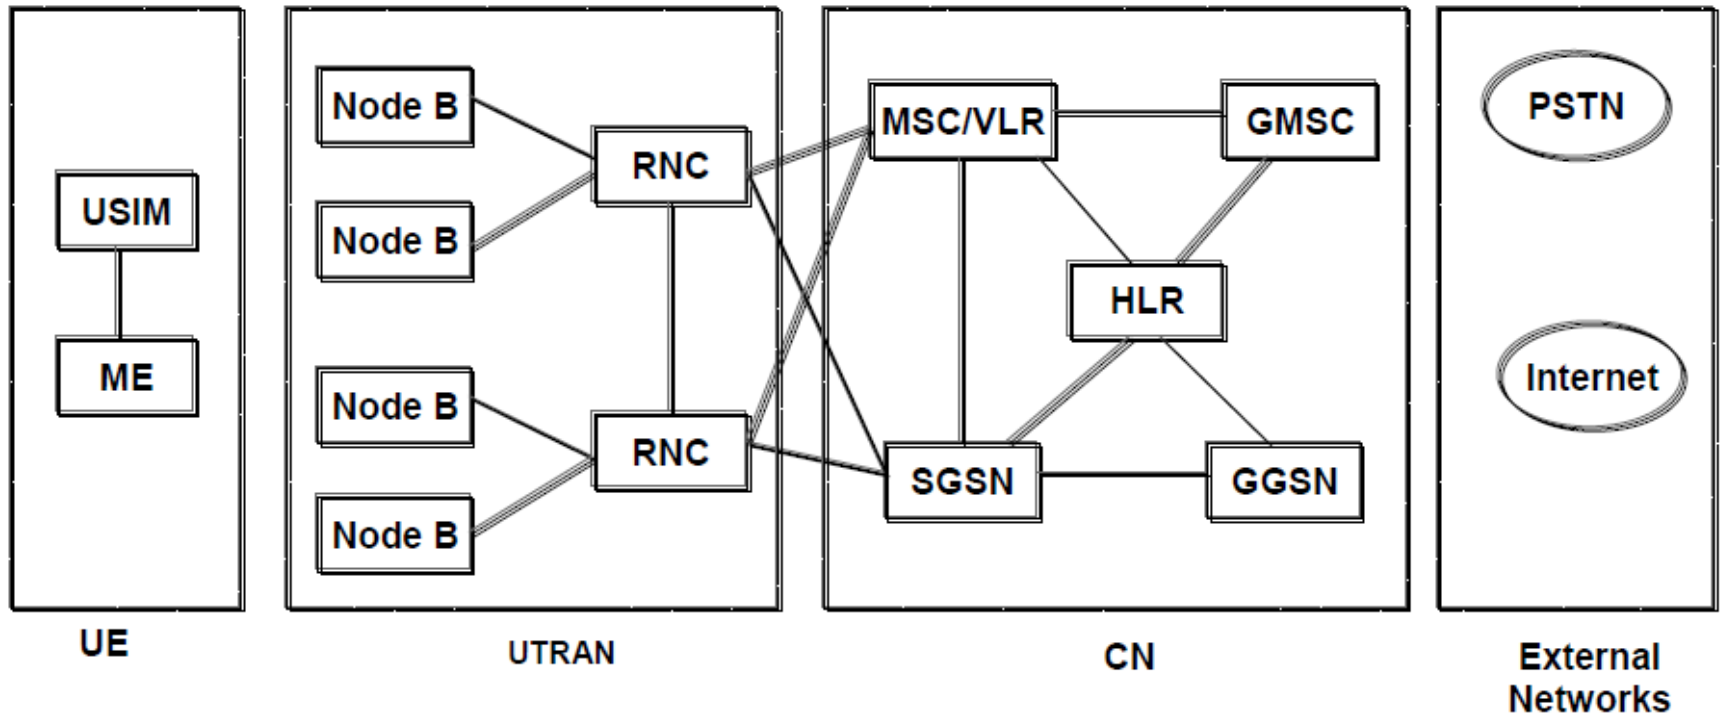 USIM
ME
UE
Node B
Node B
Node B
Node B
RNC
RNC
UTRAN
MSC/VLR
GMSC
HLR
SGSN
GGSN
CN
PSTN
Internet
External
Networks